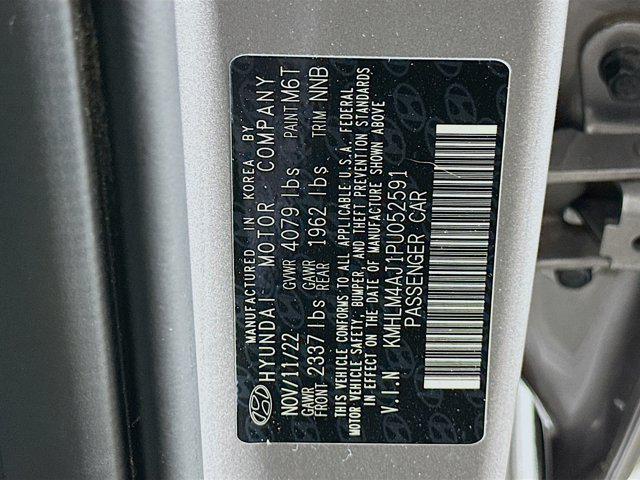 MANUFACTURED IN KOREA BY
HYUNDAI MOTOR COMPANY
NOV/11/22 GVWR 4079 lbs PAINT M6T
GAWR FRONT 2337 lbs GAWR REAR 1962 lbs TRIM NNB
THIS VEHICLE CONFORMS TO ALL APPLICABLE U.S.A. FEDERAL
MOTOR VEHICLE SAFETY, BUMPER, AND THEFT PREVENTION STANDARDS
IN EFFECT ON THE DATE OF MANUFACTURE SHOWN ABOVE
V.I.N KMHLM4AJ1PU052591
PASSENGER CAR